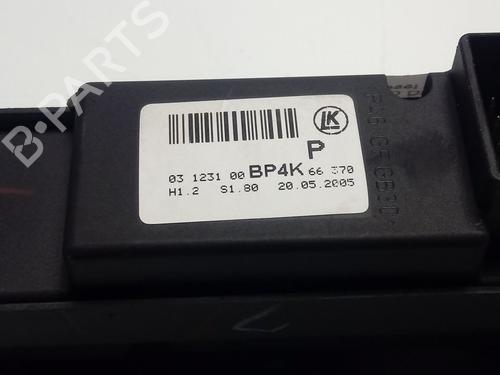 B-PARTS
LK
P
03 1231 00 BP4K 66 370
H1.2 S1.80 20.05.2005